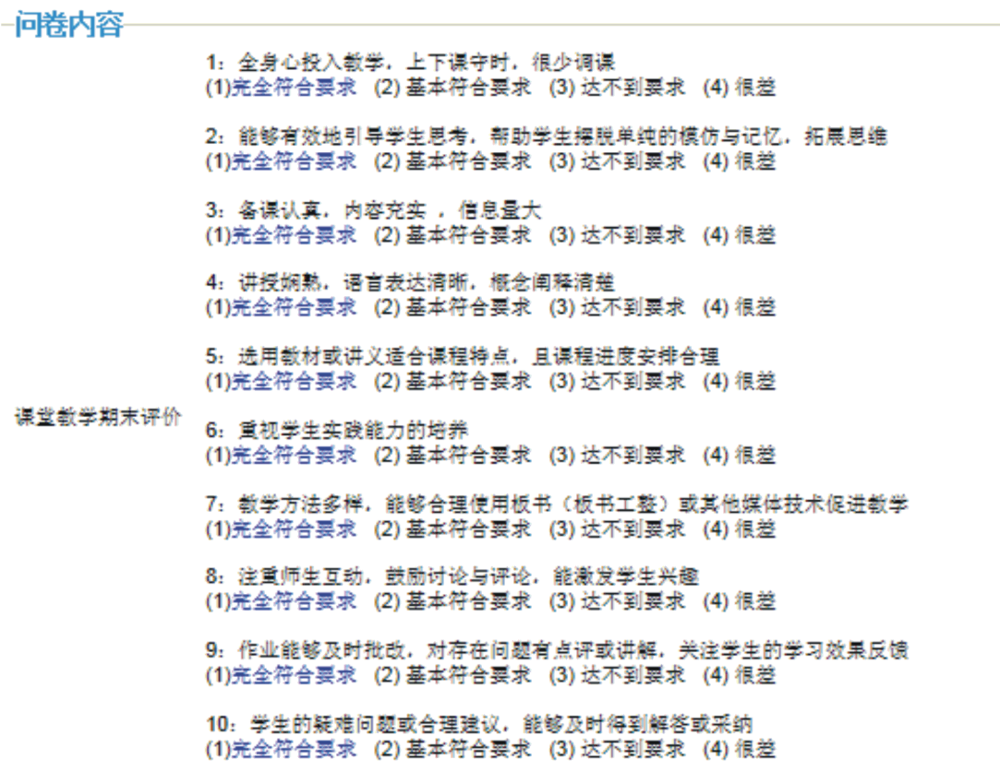 问卷内容
1：全身心投入教学，上下课守时，很少调课
(1)完全符合要求 (2) 基本符合要求 (3) 达不到要求 (4) 很差
2：能够有效地引导学生思考，帮助学生摆脱单纯的模仿与记忆，拓展思维
(1)完全符合要求 (2) 基本符合要求 (3) 达不到要求 (4) 很差
3：备课认真，内容充实 ，信息量大
(1)完全符合要求 (2) 基本符合要求 (3) 达不到要求 (4) 很差
4：讲授娴熟，语言表达清晰，概念阐释清楚
(1)完全符合要求 (2) 基本符合要求 (3) 达不到要求 (4) 很差
5：选用教材或讲义适合课程特点，且课程进度安排合理
(1)完全符合要求 (2) 基本符合要求 (3) 达不到要求 (4) 很差
课堂教学期末评价
6：重视学生实践能力的培养
(1)完全符合要求 (2) 基本符合要求 (3) 达不到要求 (4) 很差
7：教学方法多样，能够合理使用板书（板书工整）或其他媒体技术促进教学
(1)完全符合要求 (2) 基本符合要求 (3) 达不到要求 (4) 很差
8：注重师生互动，鼓励讨论与评论，能激发学生兴趣
(1)完全符合要求 (2) 基本符合要求 (3) 达不到要求 (4) 很差
9：作业能够及时批改，对存在问题有点评或讲解，关注学生的学习效果反馈
(1)完全符合要求 (2) 基本符合要求 (3) 达不到要求 (4) 很差
10：学生的疑难问题或合理建议，能够及时得到解答或采纳
(1)完全符合要求 (2) 基本符合要求 (3) 达不到要求 (4) 很差